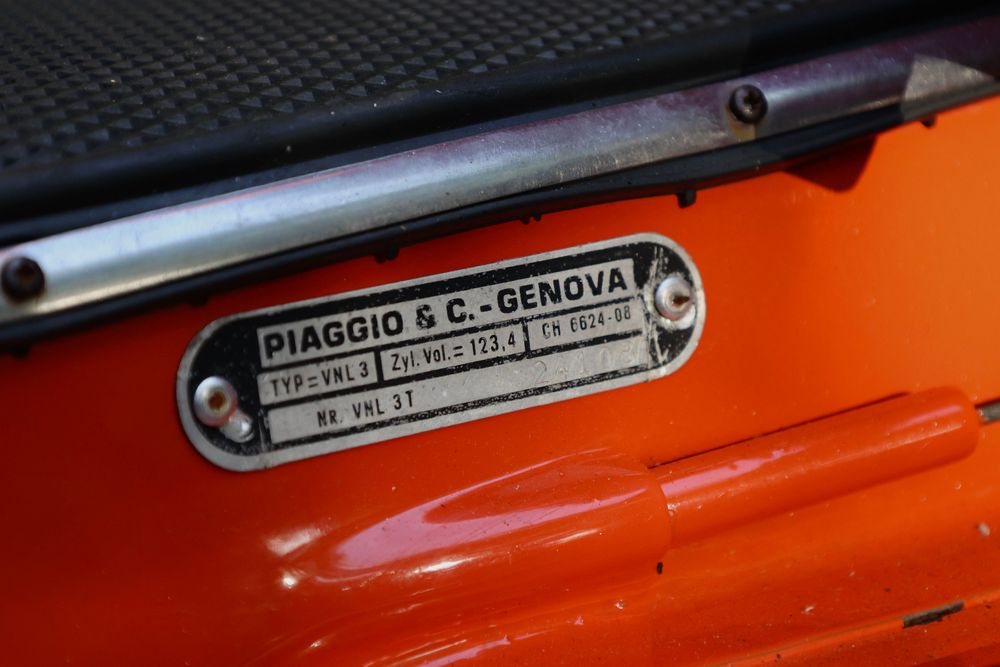 PIAGGIO & C.-GENOVA
TYP=VNL 3 Zyl. Vol.= 123,4 CH 6624-08
NR. VNL 3T